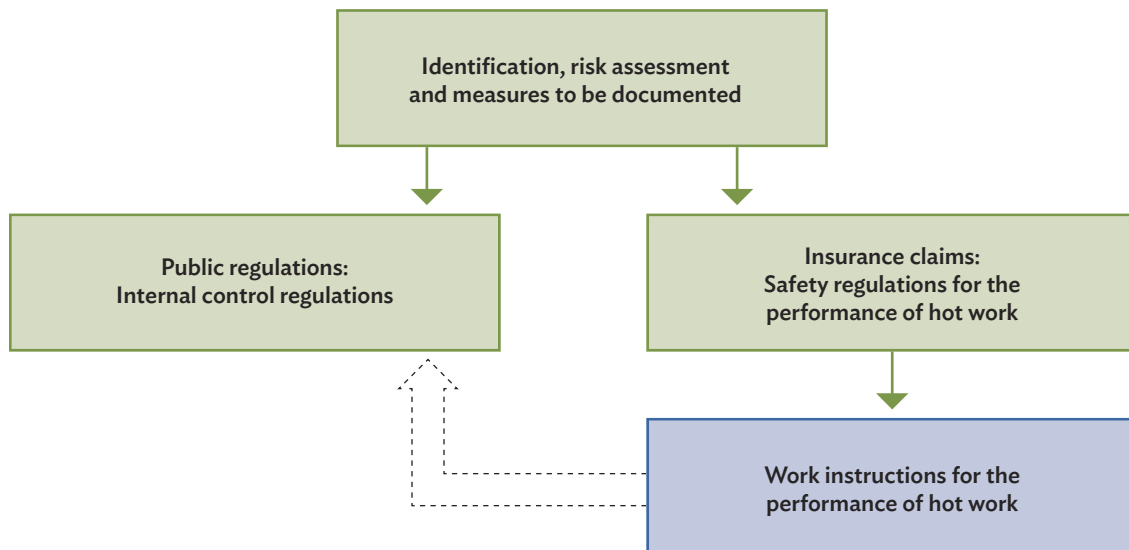 Identification, risk assessment
and measures to be documented
Public regulations:
Internal control regulations
Insurance claims:
Safety regulations for the
performance of hot work
Work instructions for the
performance of hot work